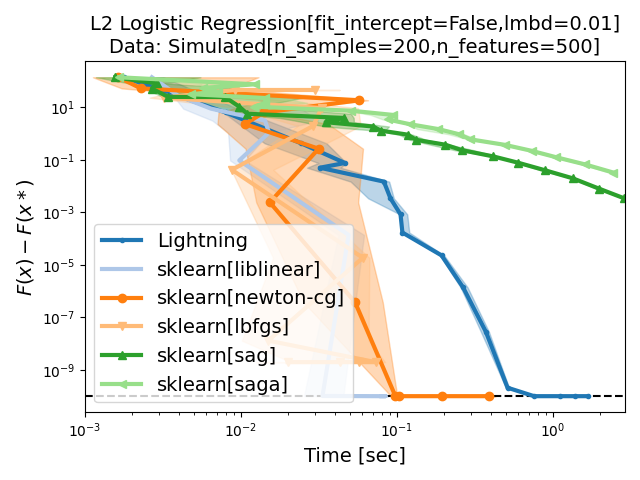 L2 Logistic Regression[fit_intercept=False,lmbd=0.01]
Data: Simulated[n_samples=200,n_features=500]
F(x) − F(x∗)
10¹
10⁻¹
10⁻³
10⁻⁵
10⁻⁷
10⁻⁹
Lightning
sklearn[liblinear]
sklearn[newton-cg]
sklearn[lbfgs]
sklearn[sag]
sklearn[saga]
10⁻³ 10⁻² 10⁻¹ 10⁰
Time [sec]